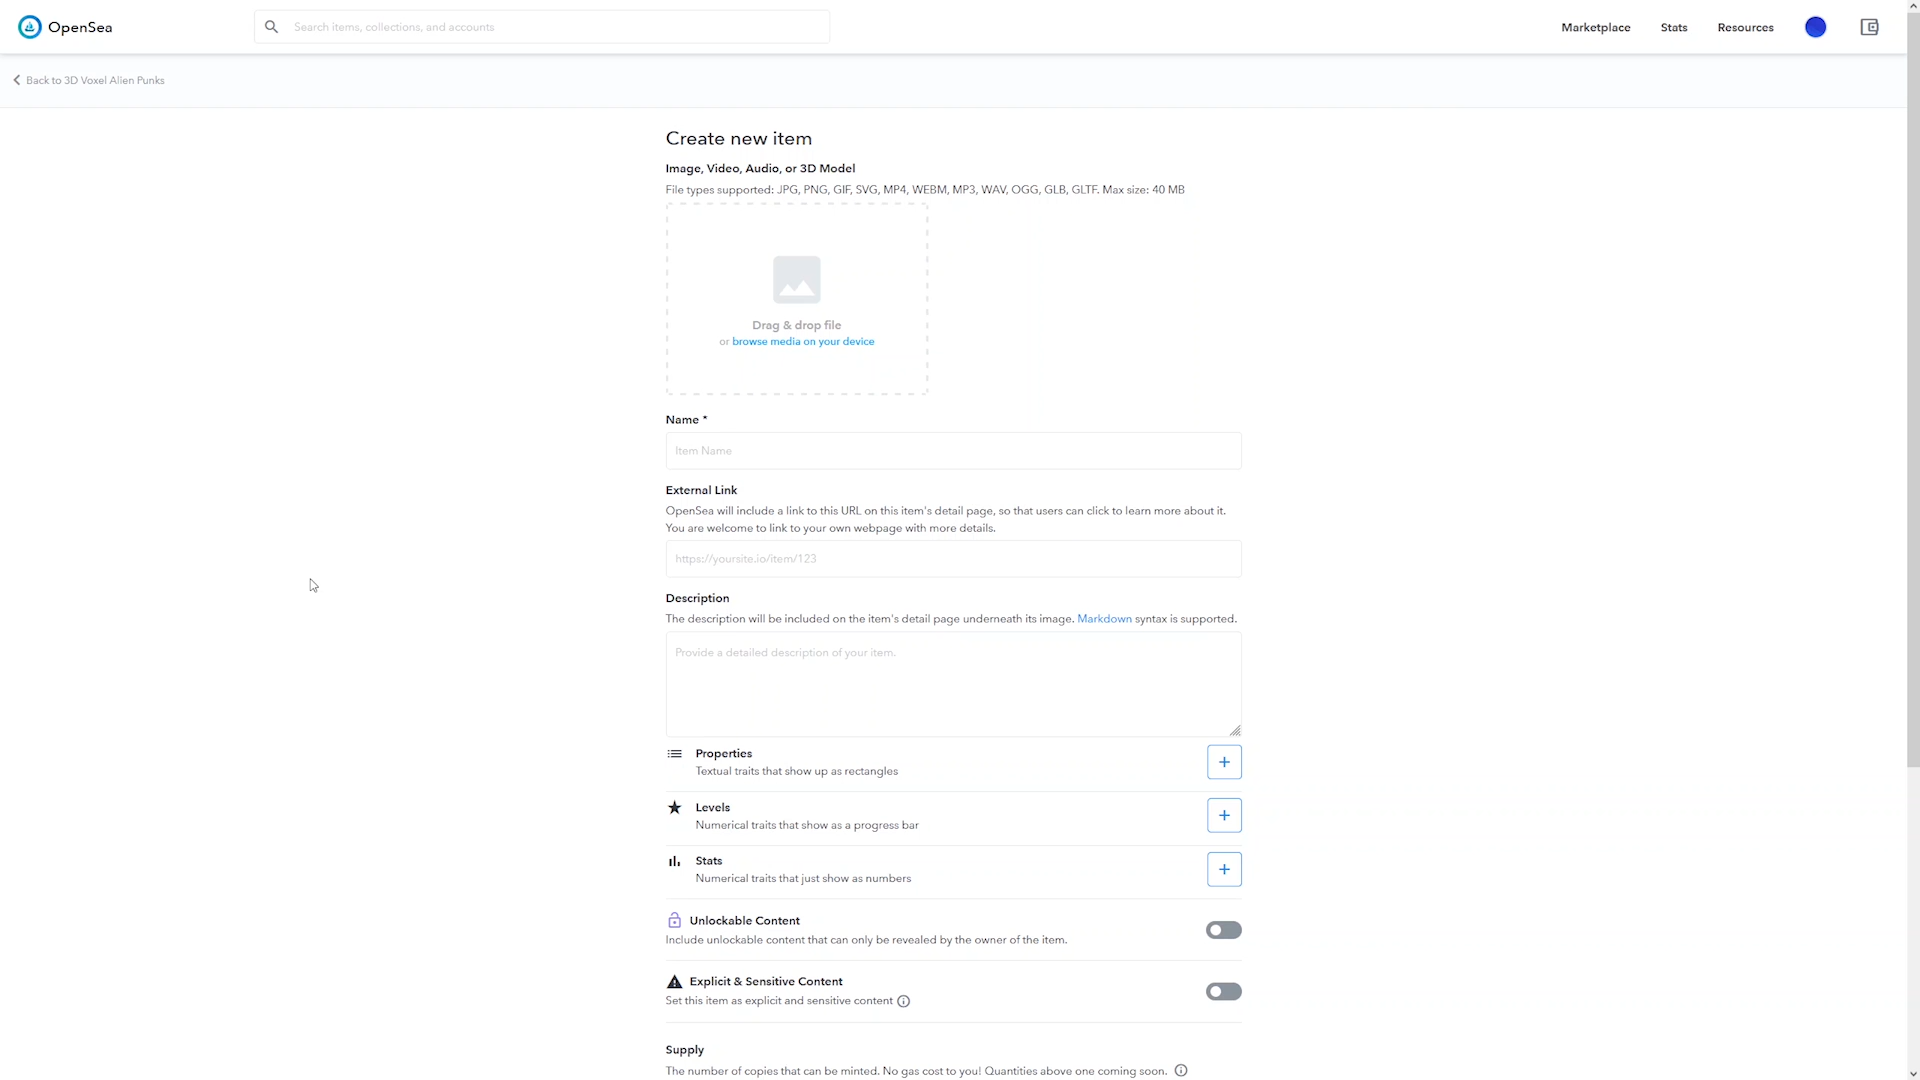 OpenSea
Search items, collections, and accounts
Marketplace
Stats
Resources
Back to 3D Voxel Alien Punks
Create new item
Image, Video, Audio, or 3D Model
File types supported: JPG, PNG, GIF, SVG, MP4, WEBM, MP3, WAV, OGG, GLB, GLTF. Max size: 40 MB
Drag & drop file
or browse media on your device
Name *
Item Name
External Link
OpenSea will include a link to this URL on this item's detail page, so that users can click to learn more about it.
You are welcome to link to your own webpage with more details.
https://yoursite.io/item/123
Description
The description will be included on the item's detail page underneath its image. Markdown syntax is supported.
Provide a detailed description of your item.
Properties
Textual traits that show up as rectangles
Levels
Numerical traits that show as a progress bar
Stats
Numerical traits that just show as numbers
Unlockable Content
Include unlockable content that can only be revealed by the owner of the item.
Explicit & Sensitive Content
Set this item as explicit and sensitive content
Supply
The number of copies that can be minted. No gas cost to you! Quantities above one coming soon.